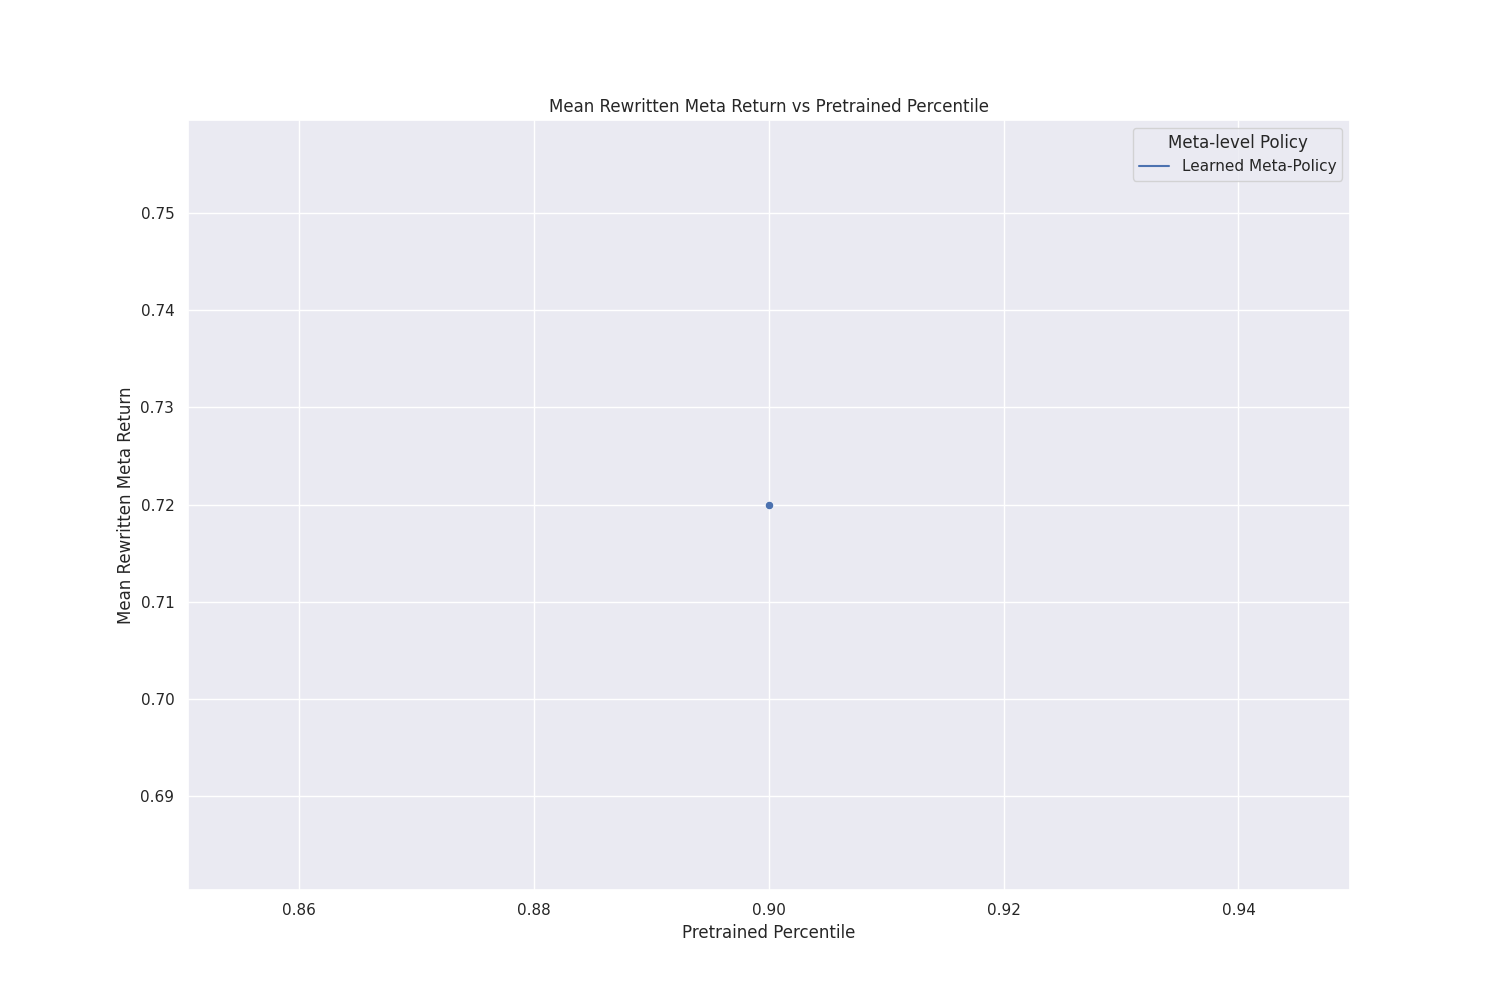 Mean Rewritten Meta Return vs Pretrained Percentile
Meta-level Policy
Learned Meta-Policy
Mean Rewritten Meta Return
0.75
0.74
0.73
0.72
0.71
0.70
0.69
0.86
0.88
0.90
0.92
0.94
Pretrained Percentile